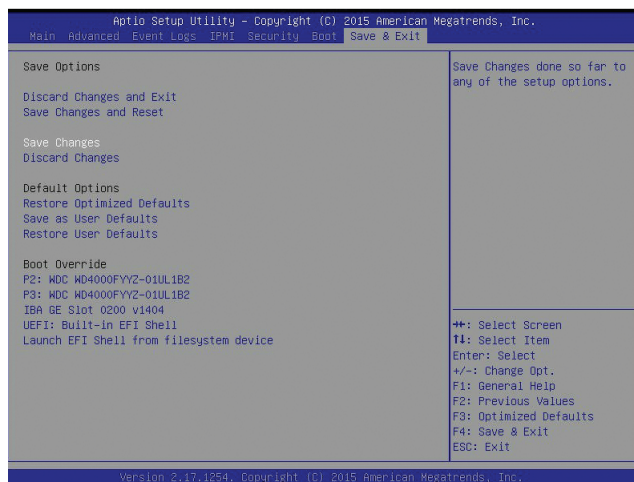 Aptio Setup Utility – Copyright (C) 2015 American Megatrends, Inc.
Main Advanced Event Logs IPMI Security Boot Save & Exit
Save Options
Discard Changes and Exit
Save Changes and Reset
Save Changes
Discard Changes
Default Options
Restore Optimized Defaults
Save as User Defaults
Restore User Defaults
Boot Override
P2: WDC WD4000FYYZ-01UL1B2
P3: WDC WD4000FYYZ-01UL1B2
IBA GE Slot 0200 v1404
UEFI: Built-in EFI Shell
Launch EFI Shell from filesystem device
Save Changes done so far to
any of the setup options.
→←: Select Screen
↑↓: Select Item
Enter: Select
+/-: Change Opt.
F1: General Help
F2: Previous Values
F3: Optimized Defaults
F4: Save & Exit
ESC: Exit
Version 2.17.1254. Copyright (C) 2015 American Megatrends, Inc.